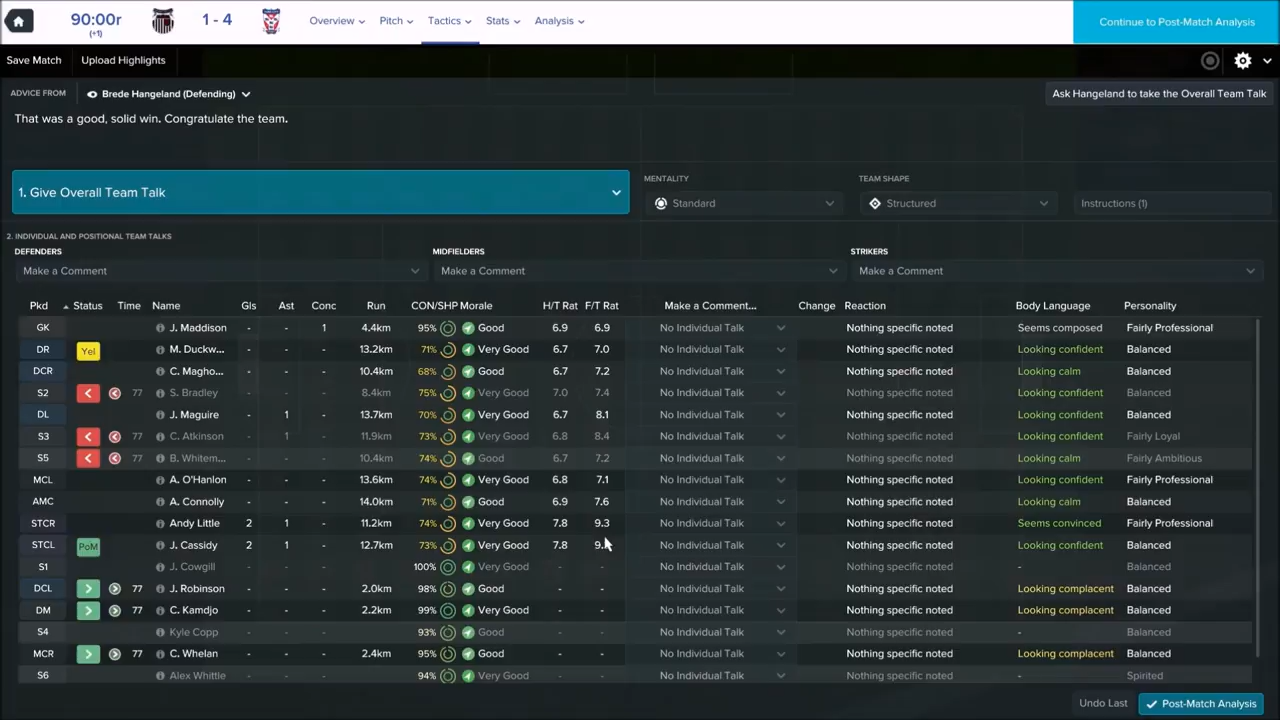 90:00r 1 - 4 Overview Pitch Tactics Stats Analysis Continue to Post-Match Analysis
(+1)
Save Match Upload Highlights
ADVICE FROM Brede Hangeland (Defending) Ask Hangeland to take the Overall Team Talk
That was a good, solid win. Congratulate the team.
MENTALITY TEAM SHAPE
1. Give Overall Team Talk Standard Structured Instructions (1)
2. INDIVIDUAL AND POSITIONAL TEAM TALKS
DEFENDERS MIDFIELDERS STRIKERS
Make a Comment Make a Comment Make a Comment
Pkd Status Time Name Gls Ast Conc Run CON/SHP Morale H/T Rat F/T Rat Make a Comment... Change Reaction Body Language Personality
GK J. Maddison - - 1 4.4km 95% Good 6.9 6.9 No Individual Talk Nothing specific noted Seems composed Fairly Professional
DR Yel M. Duckw... - - - 13.2km 71% Very Good 6.7 7.0 No Individual Talk Nothing specific noted Looking confident Balanced
DCR C. Magho... - - - 10.4km 68% Good 6.7 7.2 No Individual Talk Nothing specific noted Looking calm Balanced
S2 77 S. Bradley - - - 8.4km 75% Very Good 7.0 7.4 No Individual Talk Nothing specific noted Looking confident Balanced
DL J. Maguire - 1 - 13.7km 70% Very Good 6.7 8.1 No Individual Talk Nothing specific noted Looking confident Balanced
S3 77 C. Atkinson - 1 - 11.9km 73% Very Good 6.8 8.4 No Individual Talk Nothing specific noted Looking confident Fairly Loyal
S5 77 B. Whitem... - - - 10.4km 74% Good 6.7 7.2 No Individual Talk Nothing specific noted Looking calm Fairly Ambitious
MCL A. O'Hanlon - - - 13.6km 74% Very Good 6.8 7.1 No Individual Talk Nothing specific noted Looking confident Fairly Professional
AMC A. Connolly - - - 14.0km 71% Good 6.9 7.6 No Individual Talk Nothing specific noted Looking calm Balanced
STCR Andy Little 2 1 - 11.2km 74% Very Good 7.8 9.3 No Individual Talk Nothing specific noted Seems convinced Fairly Professional
STCL PoM J. Cassidy 2 1 - 12.7km 73% Very Good 7.8 No Individual Talk Nothing specific noted Looking confident Balanced
S1 J. Cowgill - - - 100% Very Good - - No Individual Talk Nothing specific noted - Balanced
DCL 77 J. Robinson - - - 2.0km 98% Good - - No Individual Talk Nothing specific noted Looking complacent Balanced
DM 77 C. Kamdjo - - - 2.2km 99% Very Good - - No Individual Talk Nothing specific noted Looking complacent Balanced
S4 Kyle Copp - - - 93% Good - - No Individual Talk Nothing specific noted - Balanced
MCR 77 C. Whelan - - - 2.4km 95% Good - - No Individual Talk Nothing specific noted Looking complacent Balanced
S6 Alex Whittle - - - 94% Very Good - - No Individual Talk Nothing specific noted - Spirited
Undo Last Post-Match Analysis